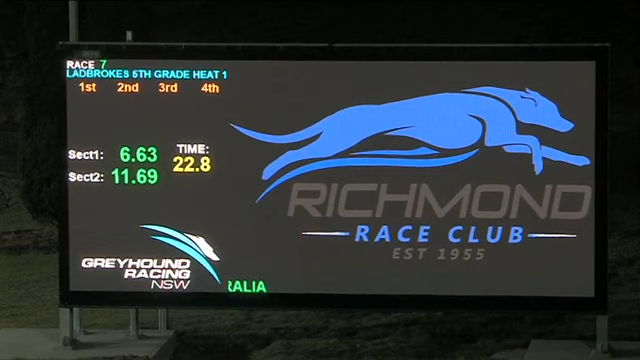 RACE 7
LADBROKES 5TH GRADE HEAT 1
1st 2nd 3rd 4th
Sect1: 6.63
Sect2: 11.69
TIME:
22.8
RICHMOND
RACE CLUB
EST 1955
GREYHOUND
RACING
NSW
RALIA